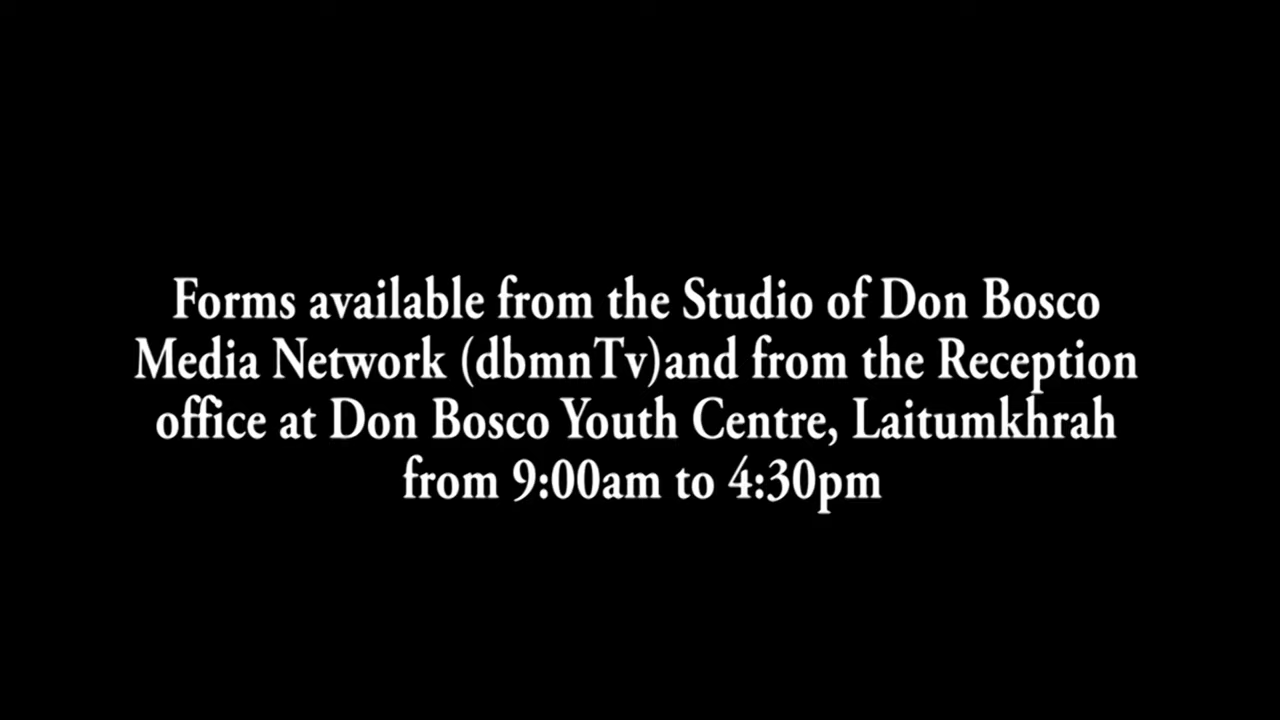 Forms available from the Studio of Don Bosco
Media Network (dbmnTv)and from the Reception
office at Don Bosco Youth Centre, Laitumkhrah
from 9:00am to 4:30pm